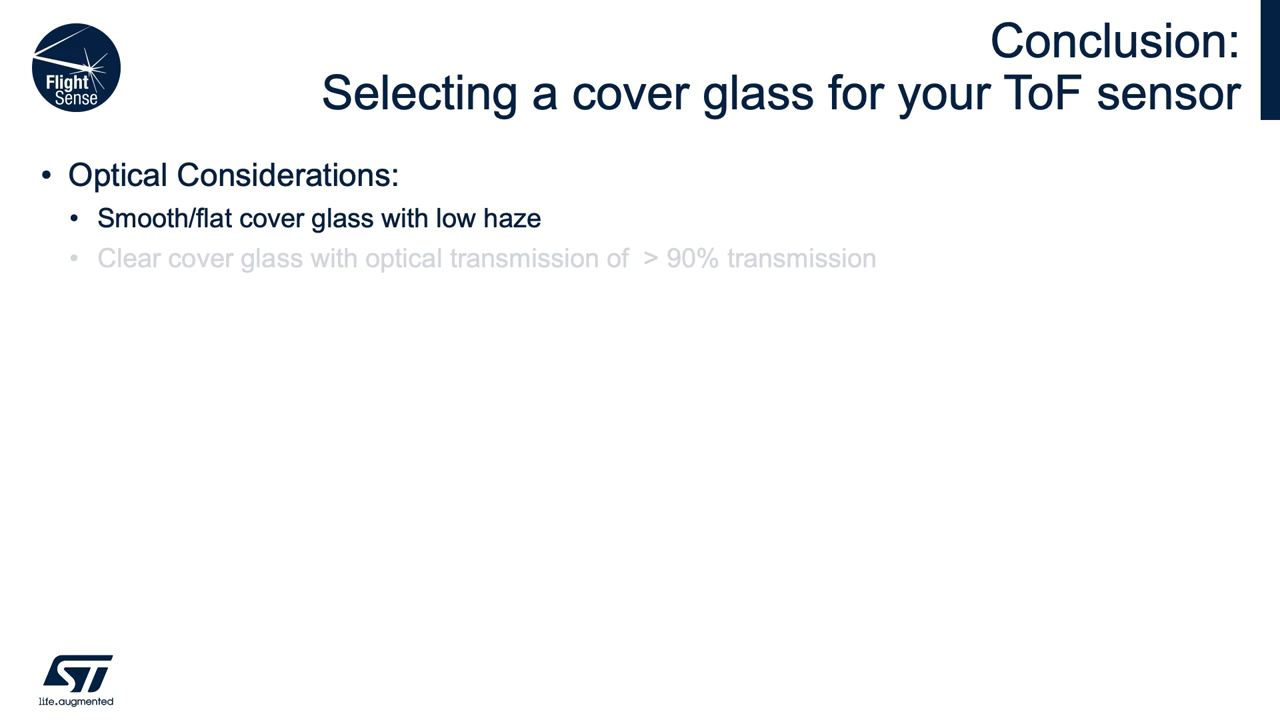 Flight
Sense
Conclusion:
Selecting a cover glass for your ToF sensor
• Optical Considerations:
• Smooth/flat cover glass with low haze
• Clear cover glass with optical transmission of > 90% transmission
ST
life.augmented